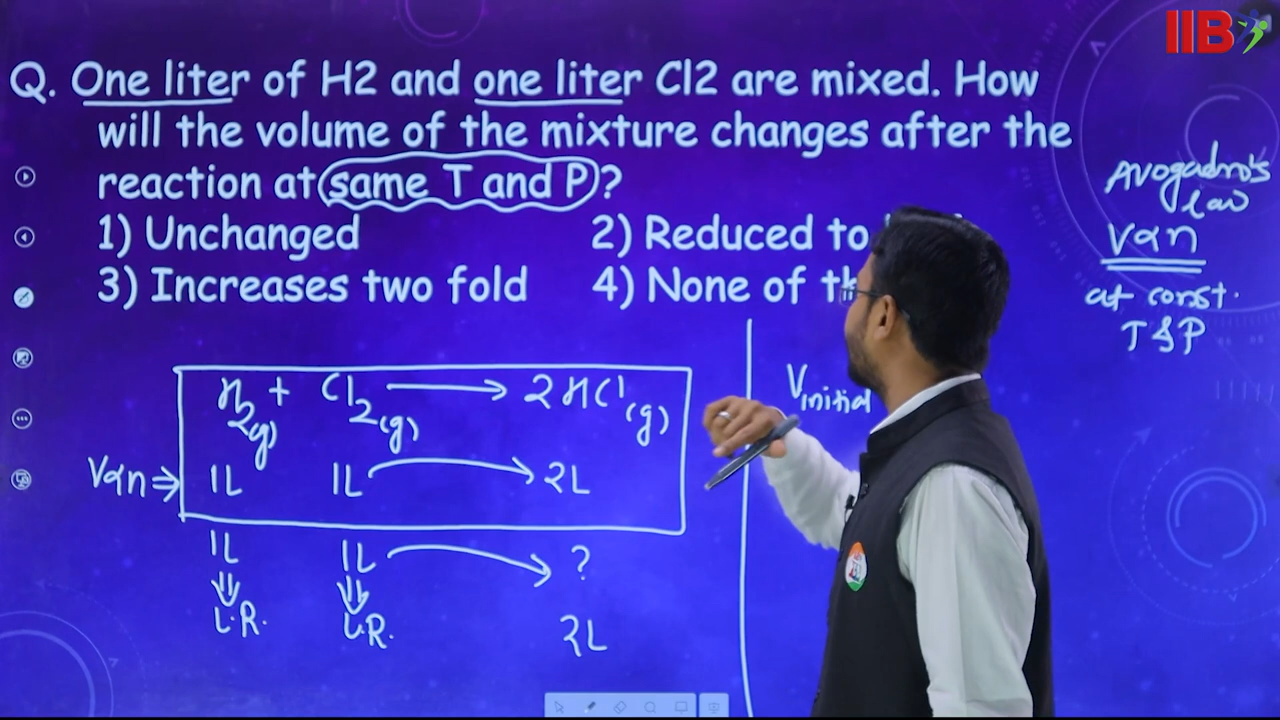 IIB
Q. One liter of H2 and one liter Cl2 are mixed. How
will the volume of the mixture changes after the
reaction at same T and P?
1) Unchanged
2) Reduced to
3) Increases two fold
4) None of
Avogadro's
law
V∝n
at const.
T & P
H2(g) + Cl2(g) → 2HCl(g)
V∝n ⇒ 1L 1L → 2L
1L 1L → ?
L.R. L.R. 2L
Vinitial